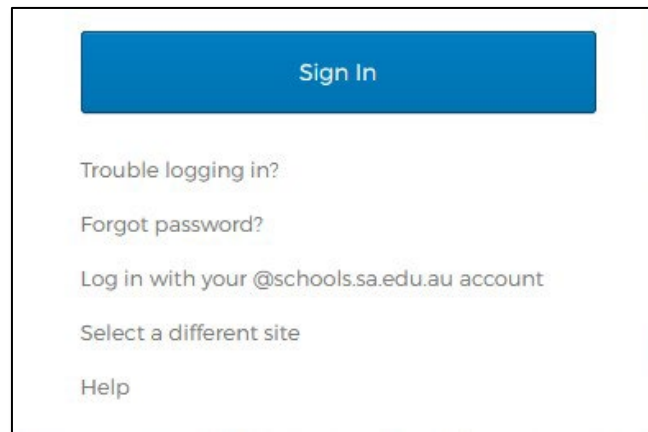 Sign In
Trouble logging in?
Forgot password?
Log in with your @schools.sa.edu.au account
Select a different site
Help